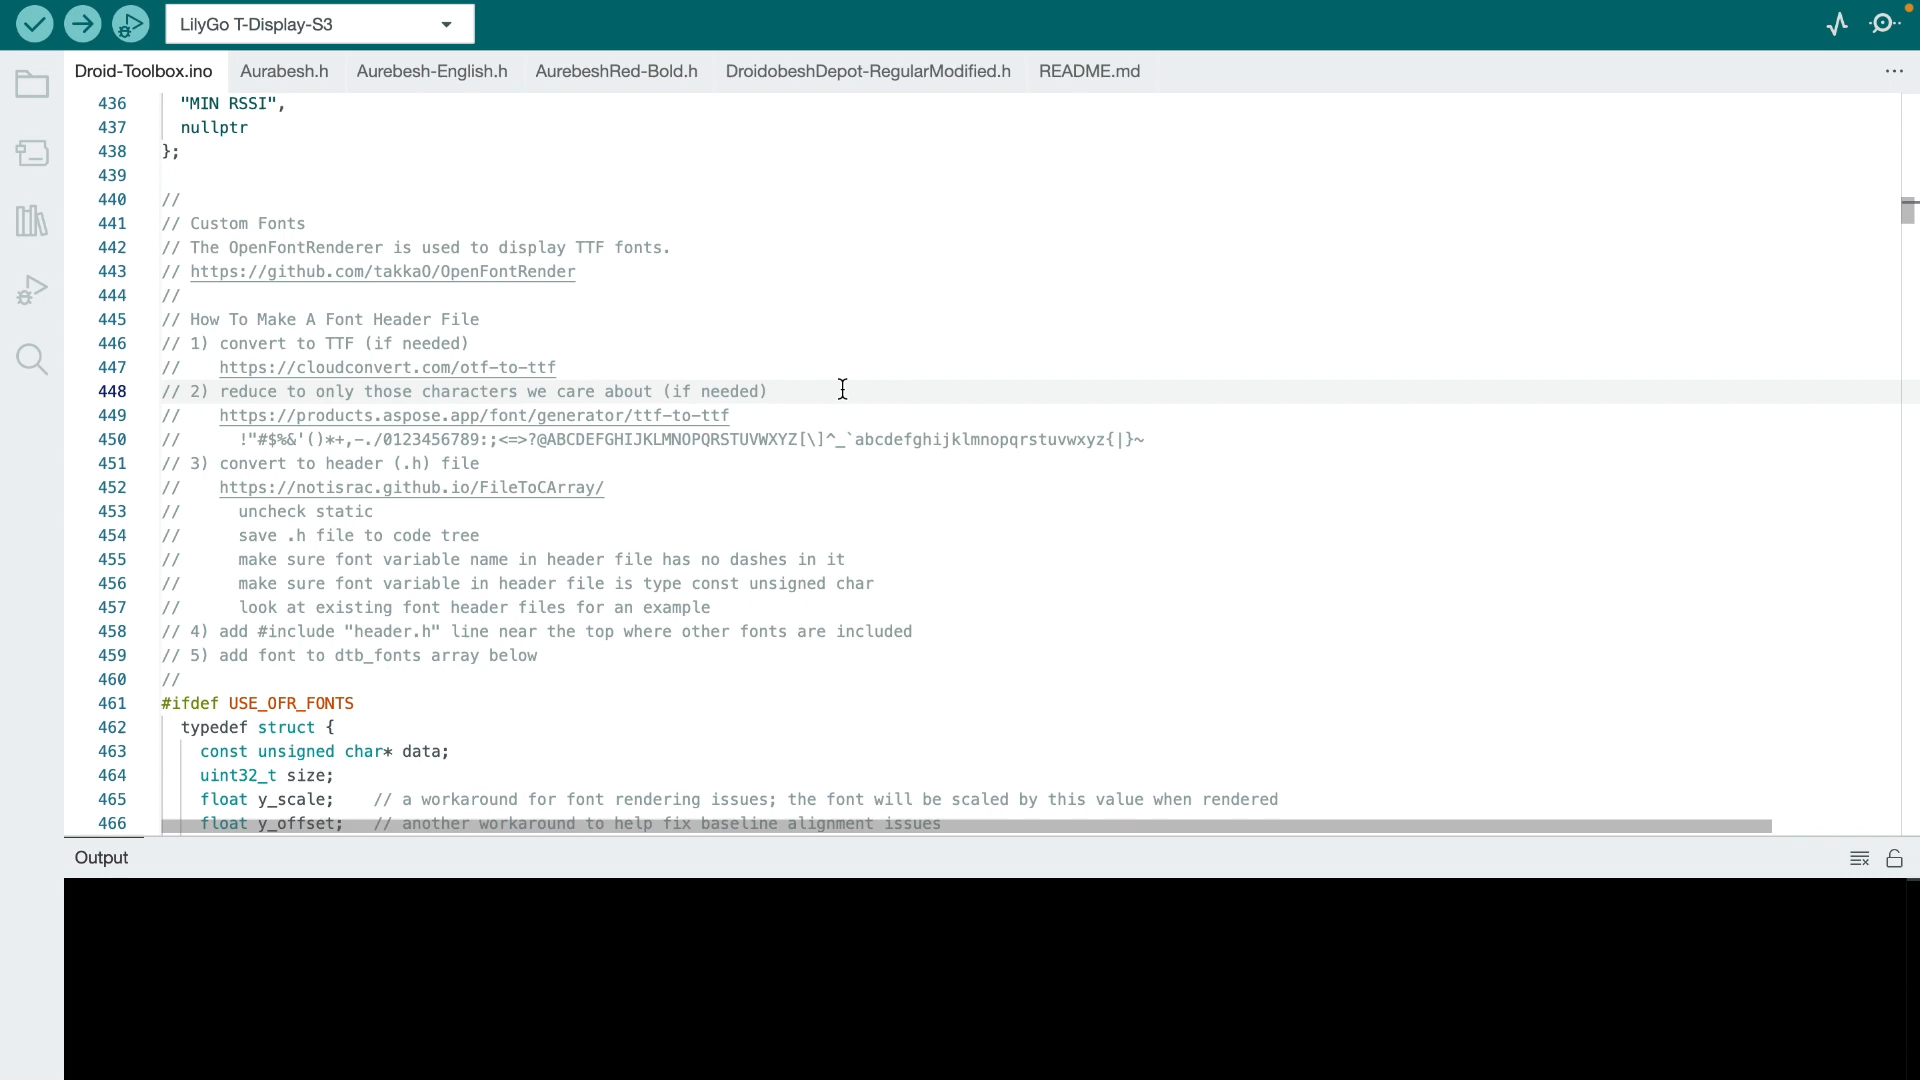 LilyGo T-Display-S3
Droid-Toolbox.ino Aurabesh.h Aurebesh-English.h AurebeshRed-Bold.h DroidobeshDepot-RegularModified.h README.md ...
436 "MIN RSSI",
437 nullptr
438 };
439
440 //
441 // Custom Fonts
442 // The OpenFontRenderer is used to display TTF fonts.
443 // https://github.com/takkaO/OpenFontRender
444 //
445 // How To Make A Font Header File
446 // 1) convert to TTF (if needed)
447 // https://cloudconvert.com/otf-to-ttf
448 // 2) reduce to only those characters we care about (if needed)
449 // https://products.aspose.app/font/generator/ttf-to-ttf
450 // !"#$%&'()*+,-./0123456789:;<=>?@ABCDEFGHIJKLMNOPQRSTUVWXYZ[\]^_`abcdefghijklmnopqrstuvwxyz{|}~
451 // 3) convert to header (.h) file
452 // https://notisrac.github.io/FileToCArray/
453 // uncheck static
454 // save .h file to code tree
455 // make sure font variable name in header file has no dashes in it
456 // make sure font variable in header file is type const unsigned char
457 // look at existing font header files for an example
458 // 4) add #include "header.h" line near the top where other fonts are included
459 // 5) add font to dtb_fonts array below
460 //
461 #ifdef USE_OFR_FONTS
462 typedef struct {
463 const unsigned char* data;
464 uint32_t size;
465 float y_scale; // a workaround for font rendering issues; the font will be scaled by this value when rendered
466 float y_offset; // another workaround to help fix baseline alignment issues
Output